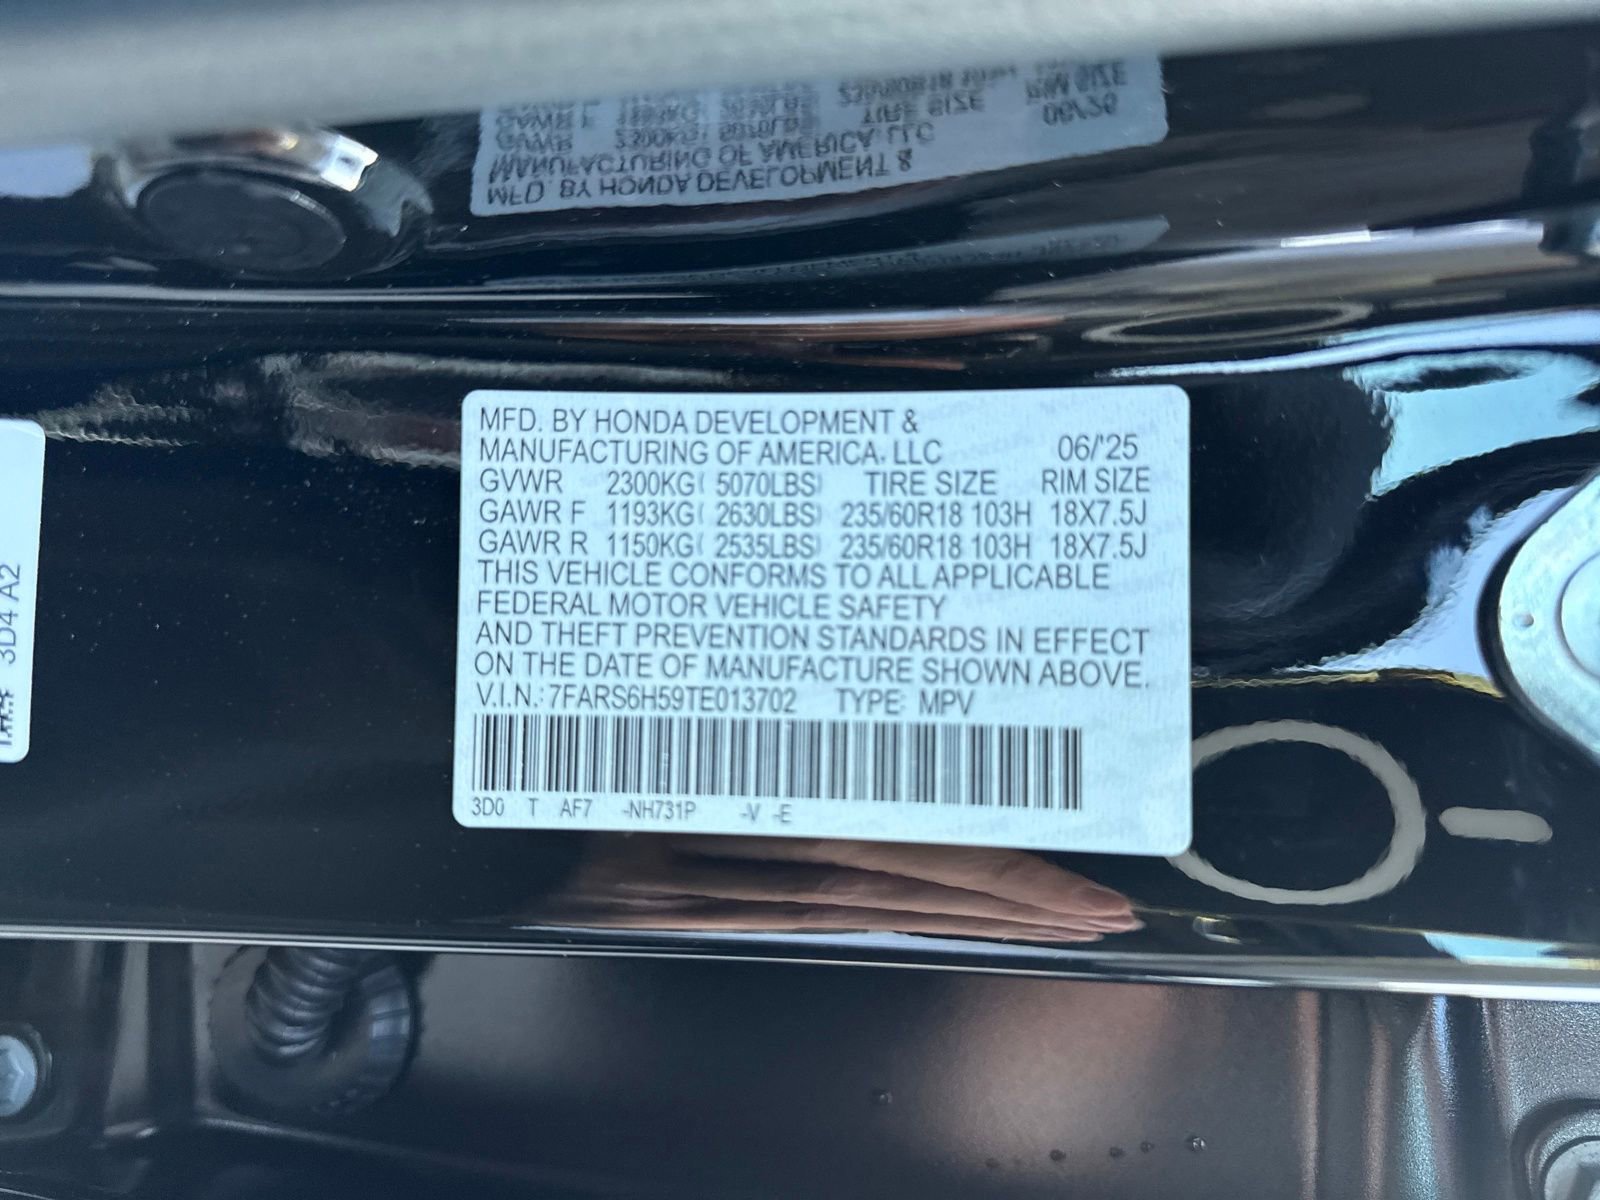 MFD. BY HONDA DEVELOPMENT &
MANUFACTURING OF AMERICA, LLC 06/'25
GVWR 2300KG( 5070LBS) TIRE SIZE RIM SIZE
GAWR F 1193KG( 2630LBS) 235/60R18 103H 18X7.5J
GAWR R 1150KG( 2535LBS) 235/60R18 103H 18X7.5J
THIS VEHICLE CONFORMS TO ALL APPLICABLE
FEDERAL MOTOR VEHICLE SAFETY
AND THEFT PREVENTION STANDARDS IN EFFECT
ON THE DATE OF MANUFACTURE SHOWN ABOVE.
V.I.N.: 7FARS6H59TE013702 TYPE: MPV
3D0 T AF7 -NH731P -V -E
3D4 A2